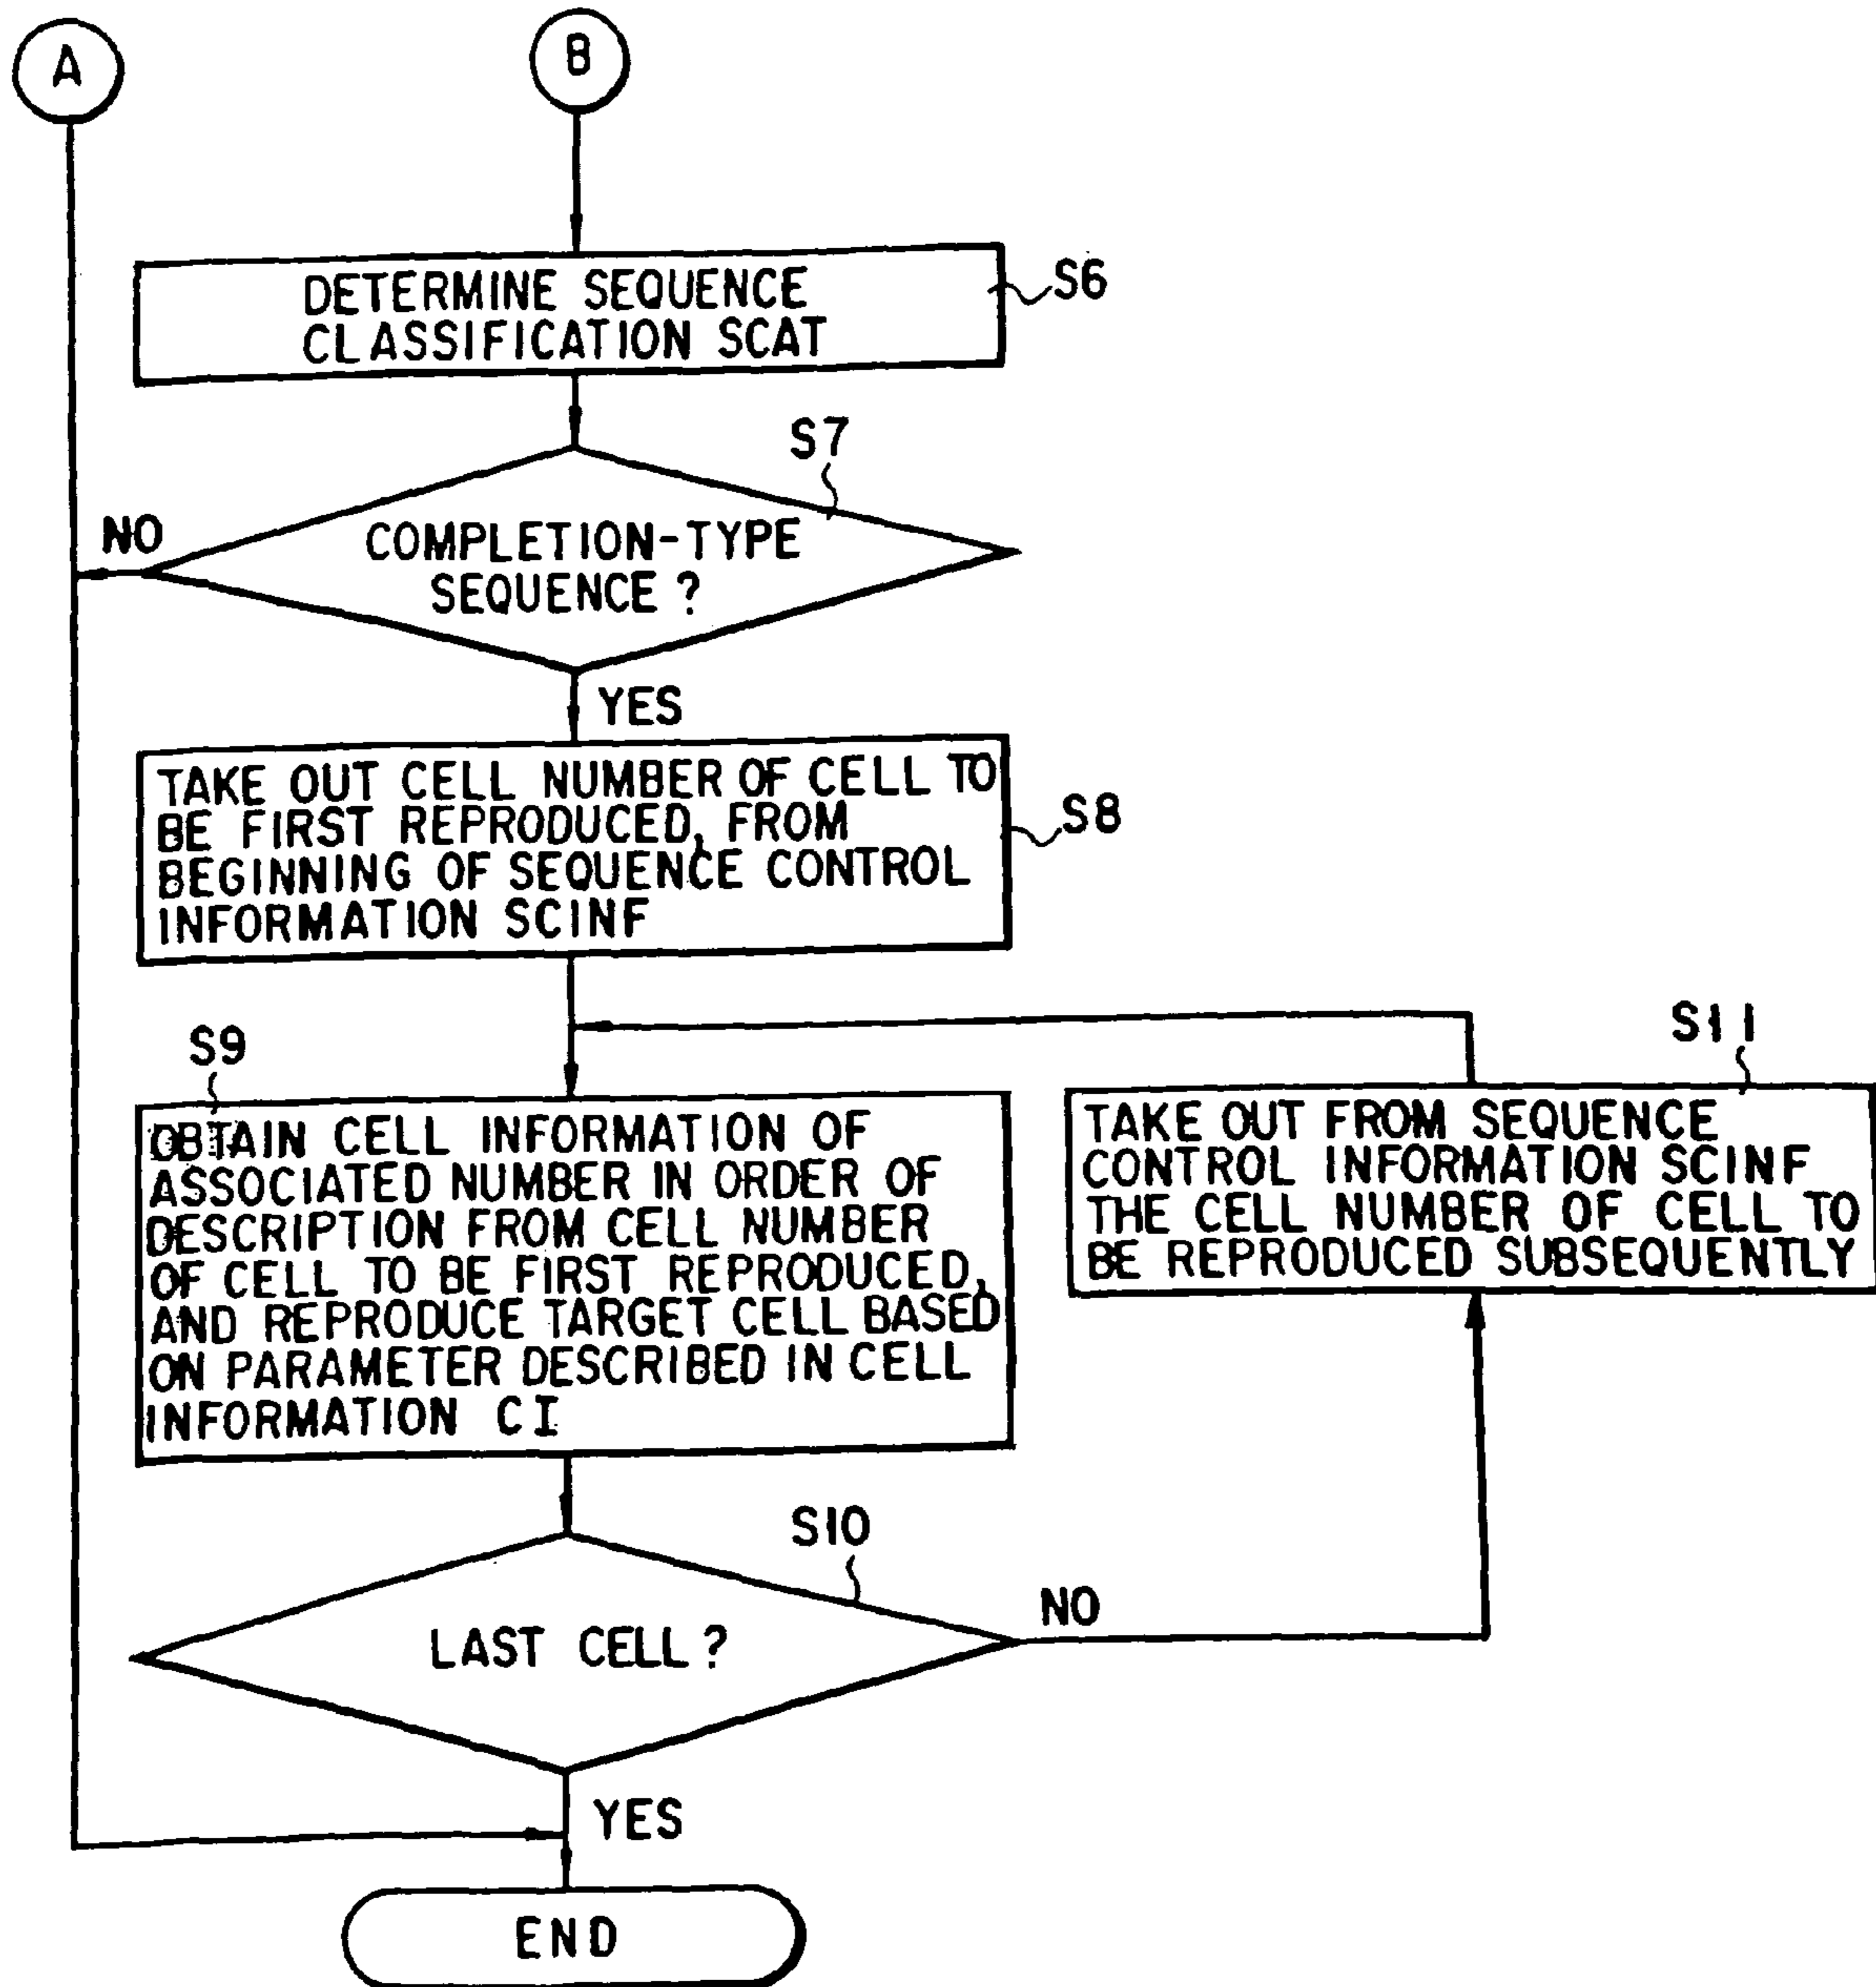 A
B
DETERMINE SEQUENCE
CLASSIFICATION SCAT
S6
S7
NO
COMPLETION-TYPE
SEQUENCE ?
YES
TAKE OUT CELL NUMBER OF CELL TO
BE FIRST REPRODUCED, FROM
BEGINNING OF SEQUENCE CONTROL
INFORMATION SCINF
S8
S9
OBTAIN CELL INFORMATION OF
ASSOCIATED NUMBER IN ORDER OF
DESCRIPTION FROM CELL NUMBER
OF CELL TO BE FIRST REPRODUCED,
AND REPRODUCE TARGET CELL BASED
ON PARAMETER DESCRIBED IN CELL
INFORMATION CI
S11
TAKE OUT FROM SEQUENCE
CONTROL INFORMATION SCINF
THE CELL NUMBER OF CELL TO
BE REPRODUCED SUBSEQUENTLY
S10
LAST CELL ?
NO
YES
END